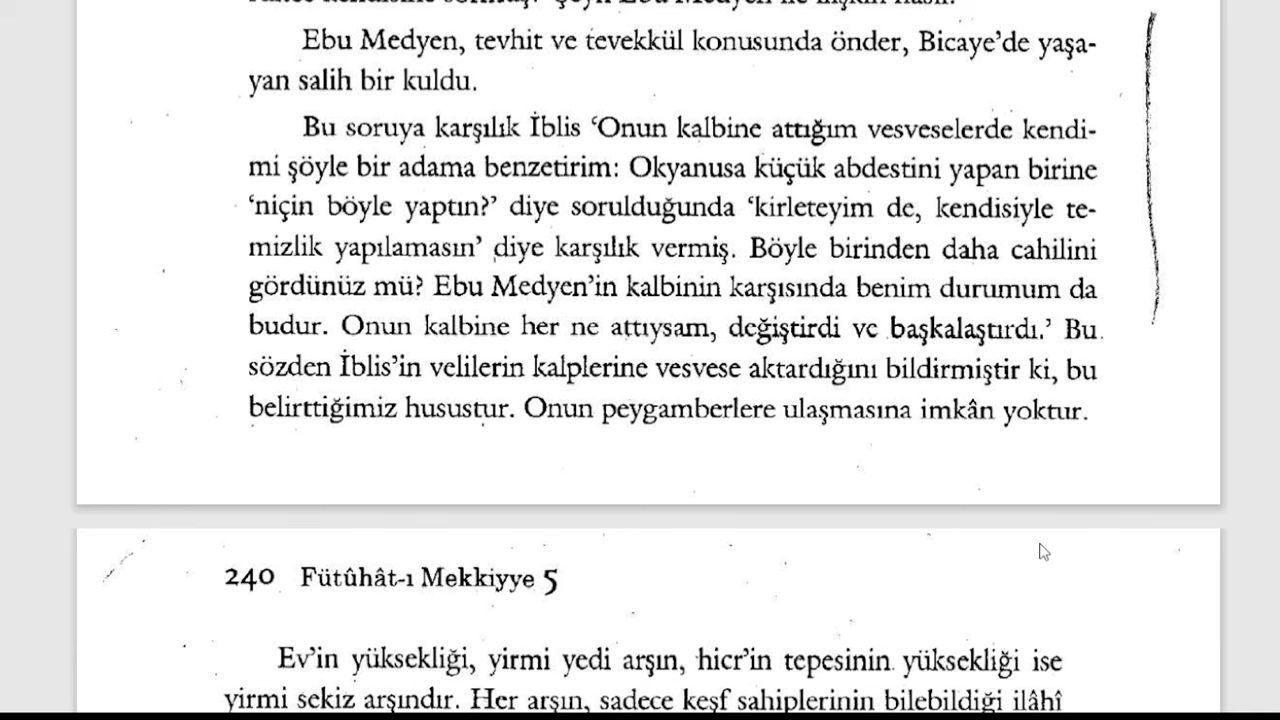 Ebu Medyen, tevhit ve tevekkül konusunda önder, Bicaye’de yaşa-
yan salih bir kuldu.
Bu soruya karşılık İblis ‘Onun kalbine attığım vesveselerde kendi-
mi şöyle bir adama benzetirim: Okyanusa küçük abdestini yapan birine
‘niçin böyle yaptın?’ diye sorulduğunda ‘kirleteyim de, kendisiyle te-
mizlik yapılamasın’ diye karşılık vermiş. Böyle birinden daha cahilini
gördünüz mü? Ebu Medyen’in kalbinin karşısında benim durumum da
budur. Onun kalbine her ne attıysam, değiştirdi ve başkalaştırdı.’ Bu
sözden İblis’in velilerin kalplerine vesvese aktardığını bildirmiştir ki, bu
belirttiğimiz husustur. Onun peygamberlere ulaşmasına imkân yoktur.
240 Fütûhât-ı Mekkiyye 5
Ev’in yüksekliği, yirmi yedi arşın, hicr’in tepesinin yüksekliği ise
yirmi sekiz arşındır. Her arşın, sadece keşf sahiplerinin bilebildiği ilâhî